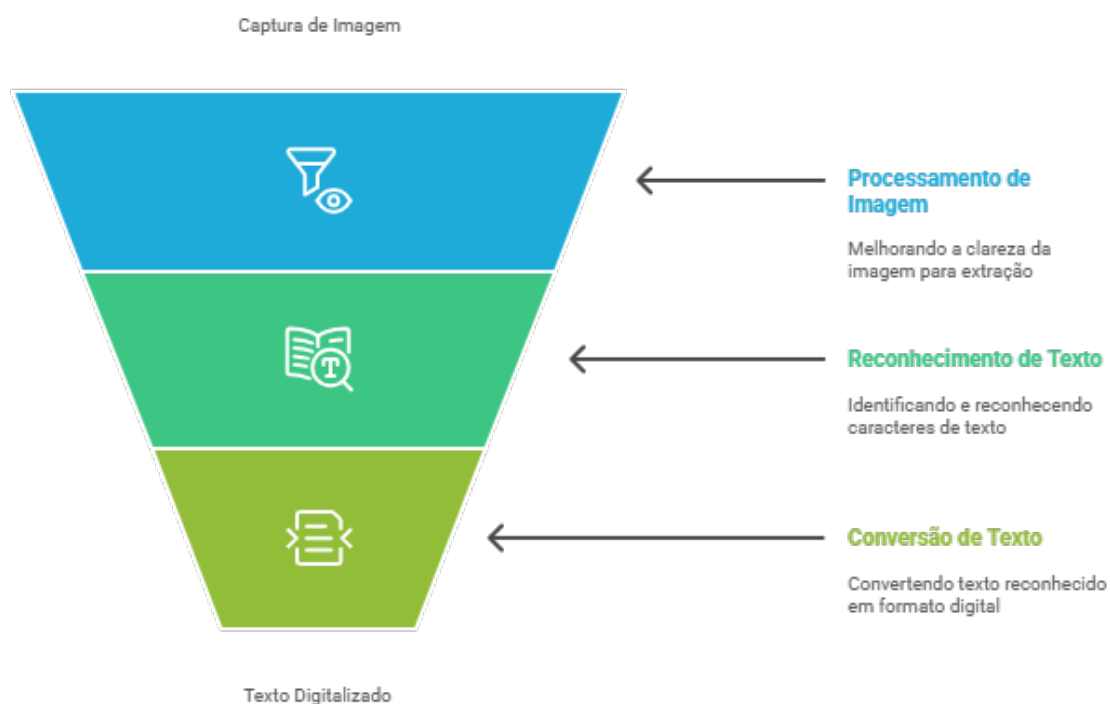 Captura de Imagem
Processamento de
Imagem
Melhorando a clareza da
imagem para extração
T
Reconhecimento de Texto
Identificando e reconhecendo
caracteres de texto
Conversão de Texto
Convertendo texto reconhecido
em formato digital
Texto Digitalizado